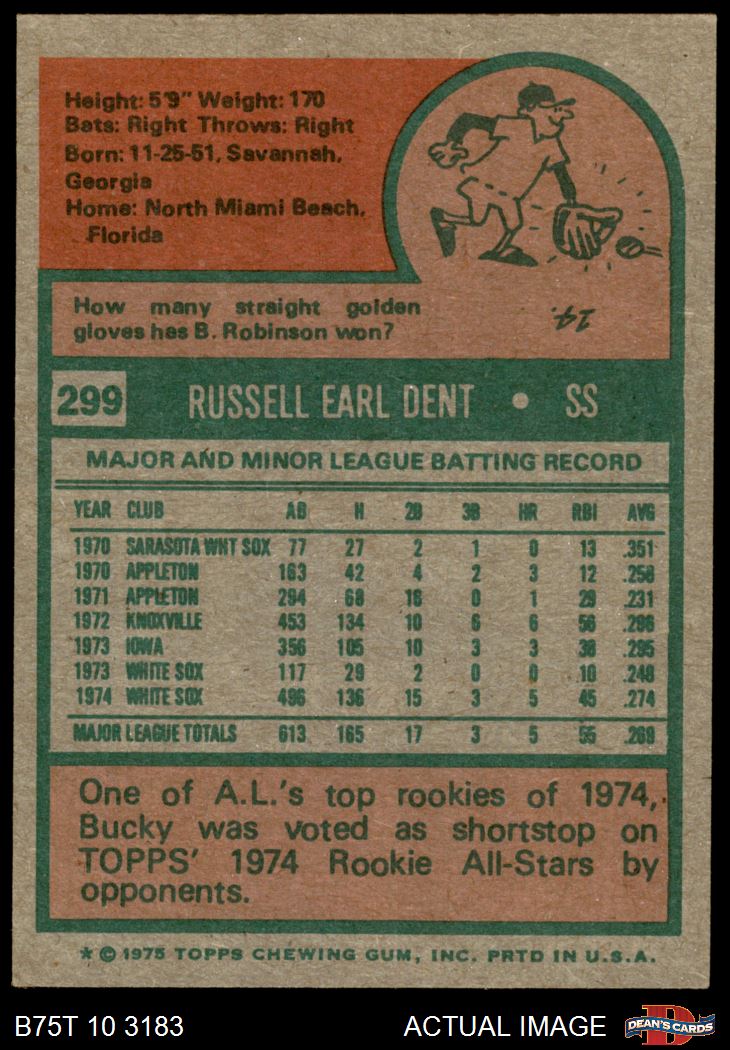 Height: 5'9" Weight: 170
Bats: Right Throws: Right
Born: 11-25-51, Savannah,
Georgia
Home: North Miami Beach,
Florida
How many straight golden
gloves has B. Robinson won?
14.
299 RUSSELL EARL DENT • SS
MAJOR AND MINOR LEAGUE BATTING RECORD
YEAR CLUB AB H 2B 3B HR RBI AVG
1970 SARASOTA WHT SOX 77 27 2 1 0 13 .351
1970 APPLETON 163 42 4 2 3 12 .258
1971 APPLETON 294 68 18 0 1 29 .231
1972 KNOXVILLE 453 134 10 6 6 56 .296
1973 IOWA 356 105 10 3 3 38 .295
1973 WHITE SOX 117 29 2 0 0 10 .248
1974 WHITE SOX 496 136 15 3 5 45 .274
MAJOR LEAGUE TOTALS 613 165 17 3 5 55 .269
One of A.L.'s top rookies of 1974,
Bucky was voted as shortstop on
TOPPS' 1974 Rookie All-Stars by
opponents.
* © 1975 TOPPS CHEWING GUM, INC. PRTD IN U.S.A.
B75T 10 3183 ACTUAL IMAGE D DEAN'S CARDS